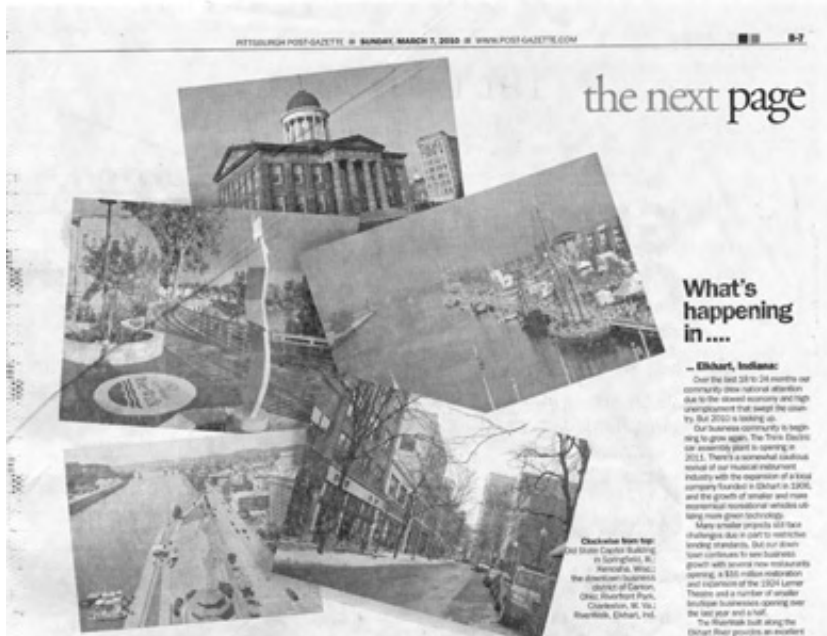 PITTSBURGH POST-GAZETTE SUNDAY, MARCH 7, 2010 WWW.POST-GAZETTE.COM
B-7
the next page
What's
happening
in ....
... Elkhart, Indiana:
Over the last 18 to 24 months our
community drew national attention
due to the slowed economy and high
unemployment that swept the coun-
try. But 2010 is looking up.
Our business community is begin-
ning to grow again. The Think Electric
car assembly plant is opening in
2011. There's a somewhat cautious
revival of our musical instrument
industry with the expansion of a local
company founded in Elkhart in 1906,
and the growth of smaller and more
economical recreational vehicles uti-
lizing more green technology.
Many smaller projects still face
challenges due in part to restrictive
lending standards. But our down-
town continues to see business
growth with several new restaurants
opening, a $16 million restoration
and expansion of the 1924 Lerner
Theatre and a number of smaller
boutique businesses opening over
the last year and a half.
The RiverWalk built along the
Elkhart River provides an excellent
Clockwise from top:
Old State Capitol Building
in Springfield, Ill.;
Kenosha, Wisc.;
the downtown business
district of Canton,
Ohio; Riverfront Park,
Charleston, W. Va.;
RiverWalk, Elkhart, Ind.